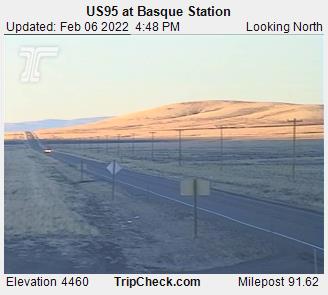 US95 at Basque Station
Updated: Feb 06 2022 4:48 PM Looking North
Elevation 4460 TripCheck.com Milepost 91.62